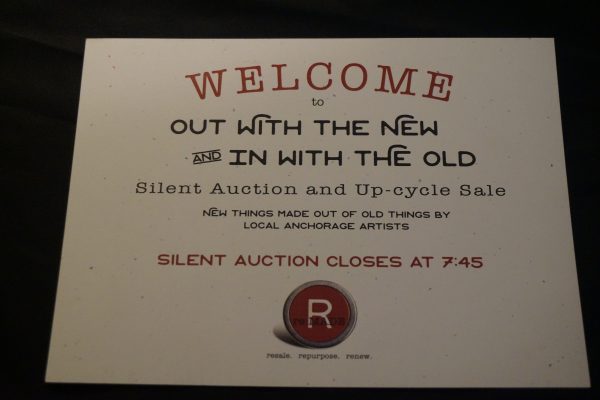 WELCOME
to
OUT WITH THE NEW
AND IN WITH THE OLD
Silent Auction and Up-cycle Sale
NEW THINGS MADE OUT OF OLD THINGS BY
LOCAL ANCHORAGE ARTISTS
SILENT AUCTION CLOSES AT 7:45
R
reMADE
resale. repurpose. renew.